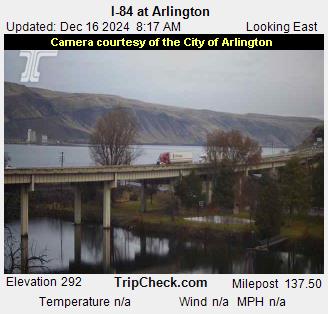 I-84 at Arlington
Updated: Dec 16 2024 8:17 AM Looking East
Camera courtesy of the City of Arlington
Elevation 292 TripCheck.com Milepost 137.50
Temperature n/a Wind n/a MPH n/a